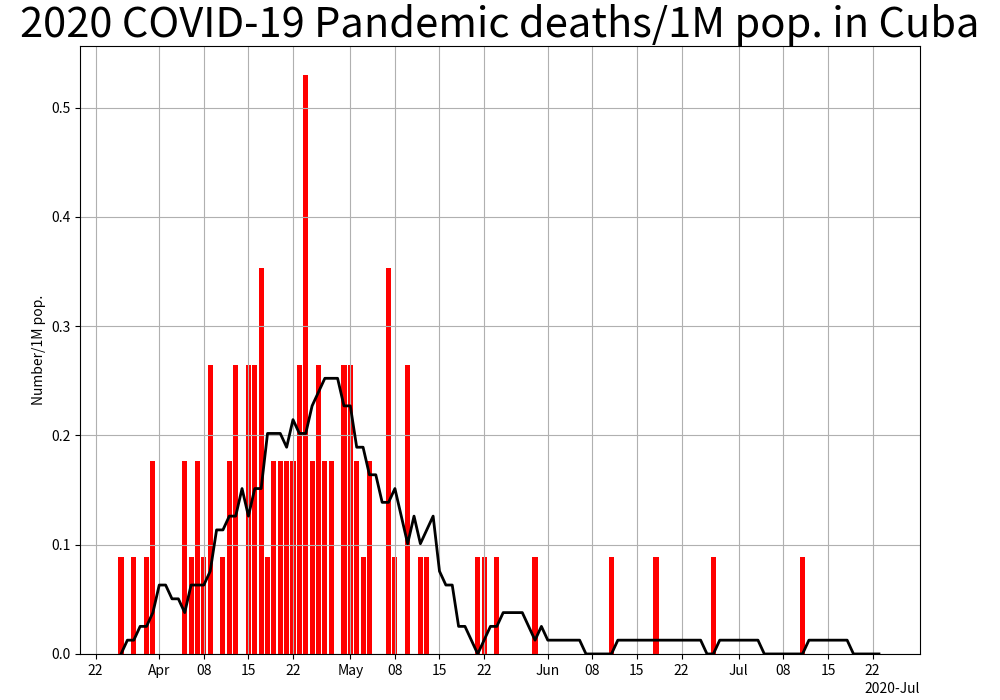 2020 COVID-19 Pandemic deaths/1M pop. in Cuba
Number/1M pop.
0.5
0.4
0.3
0.2
0.1
0.0
22 Apr 08 15 22 May 08 15 22 Jun 08 15 22 Jul 08 15 22
2020-Jul